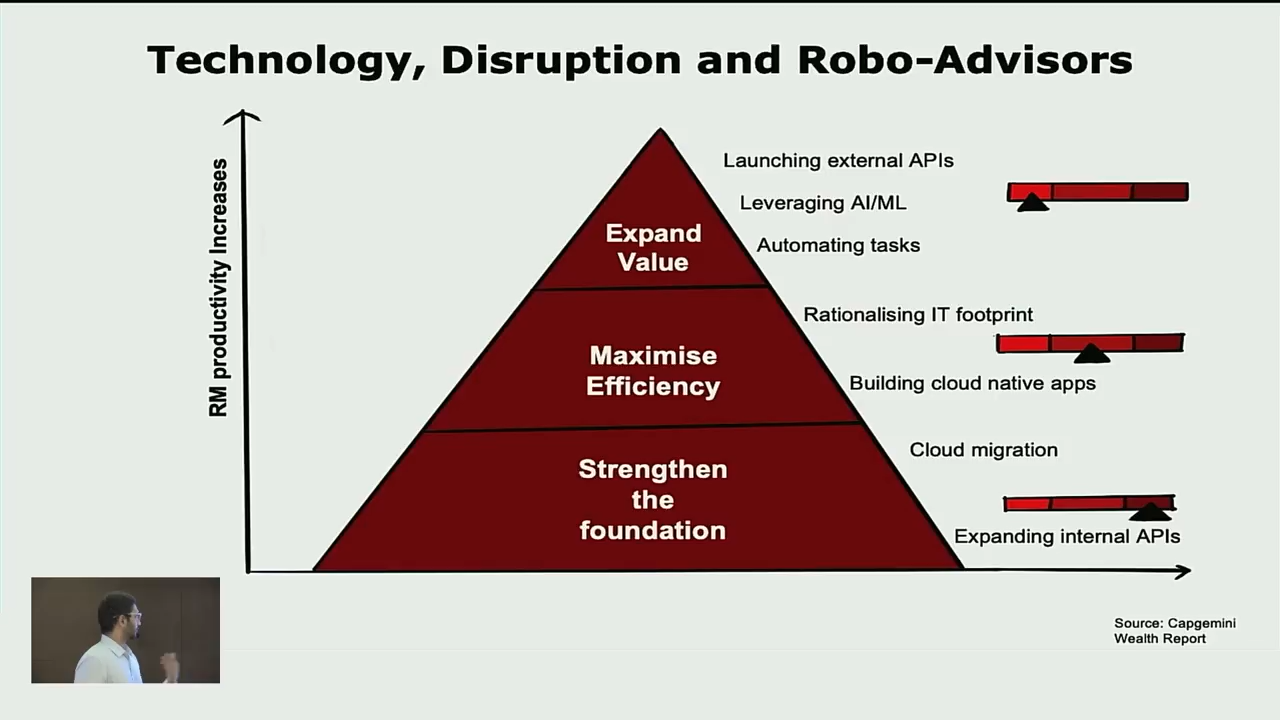 Technology, Disruption and Robo-Advisors
RM productivity Increases
Launching external APIs
Leveraging AI/ML
Automating tasks
Expand
Value
Rationalising IT footprint
Maximise
Efficiency
Building cloud native apps
Cloud migration
Strengthen
the
foundation
Expanding internal APIs
Source: Capgemini
Wealth Report